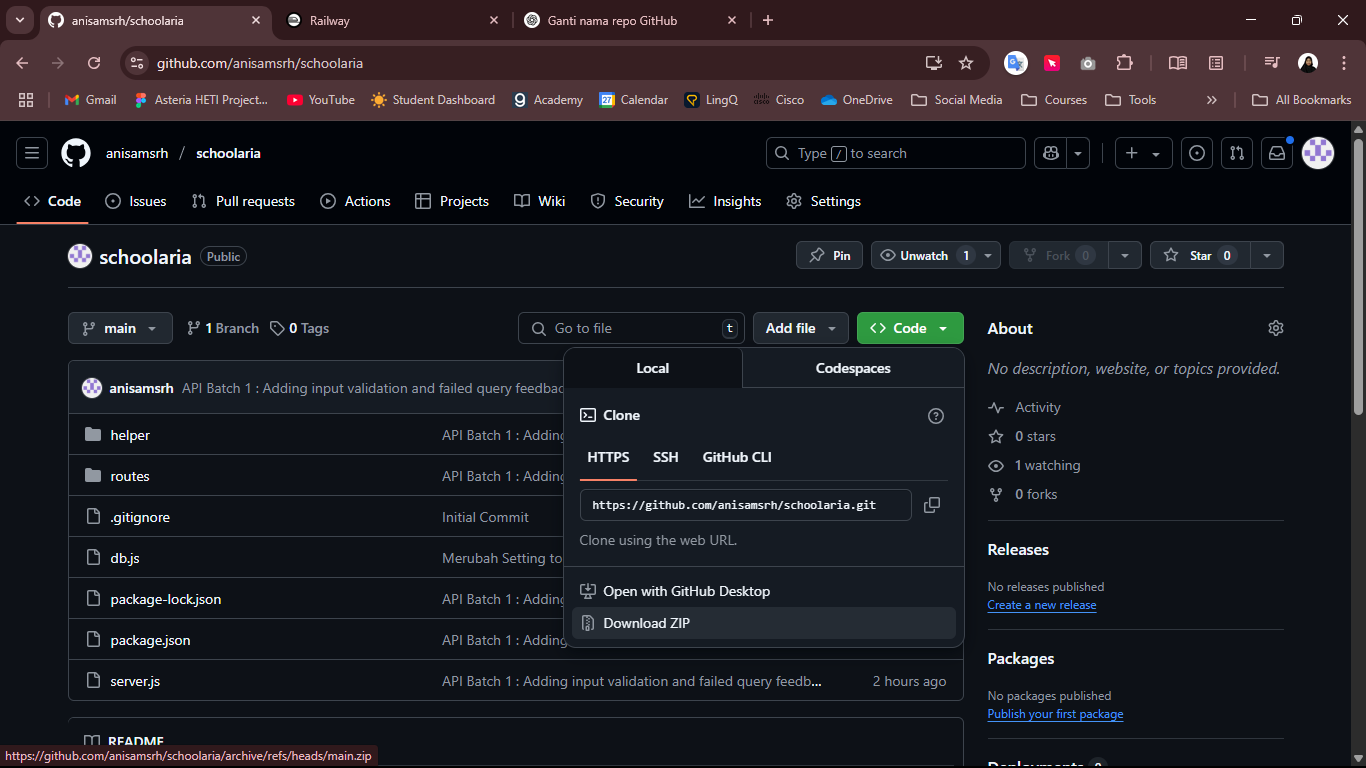 anisamsrh/schoolaria
Railway
Ganti nama repo GitHub
github.com/anisamsrh/schoolaria
Gmail
Asteria HETI Project...
YouTube
Student Dashboard
Academy
27 Calendar
LingQ
Cisco
OneDrive
Social Media
Courses
Tools
All Bookmarks
anisamsrh / schoolaria
Type / to search
Code
Issues
Pull requests
Actions
Projects
Wiki
Security
Insights
Settings
schoolaria Public
Pin
Unwatch 1
Fork 0
Star 0
main
1 Branch
0 Tags
Go to file t
Add file
Code
anisamsrh API Batch 1 : Adding input validation and failed query feedbac
helper API Batch 1 : Adding
routes API Batch 1 : Adding
.gitignore Initial Commit
db.js Merubah Setting to
package-lock.json API Batch 1 : Adding
package.json API Batch 1 : Adding
server.js API Batch 1 : Adding input validation and failed query feedb... 2 hours ago
README
Local
Codespaces
Clone
HTTPS
SSH
GitHub CLI
https://github.com/anisamsrh/schoolaria.git
Clone using the web URL.
Open with GitHub Desktop
Download ZIP
About
No description, website, or topics provided.
Activity
0 stars
1 watching
0 forks
Releases
No releases published
Create a new release
Packages
No packages published
Publish your first package
Deployments
https://github.com/anisamsrh/schoolaria/archive/refs/heads/main.zip